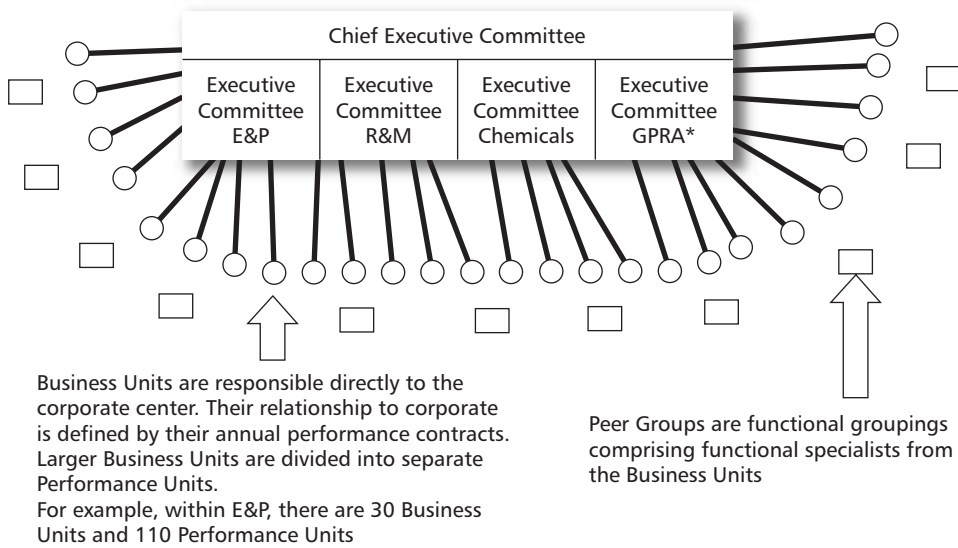 Chief Executive Committee
Executive
Committee
E&P
Executive
Committee
R&M
Executive
Committee
Chemicals
Executive
Committee
GPRA*
Business Units are responsible directly to the
corporate center. Their relationship to corporate
is defined by their annual performance contracts.
Larger Business Units are divided into separate
Performance Units.
For example, within E&P, there are 30 Business
Units and 110 Performance Units
Peer Groups are functional groupings
comprising functional specialists from
the Business Units